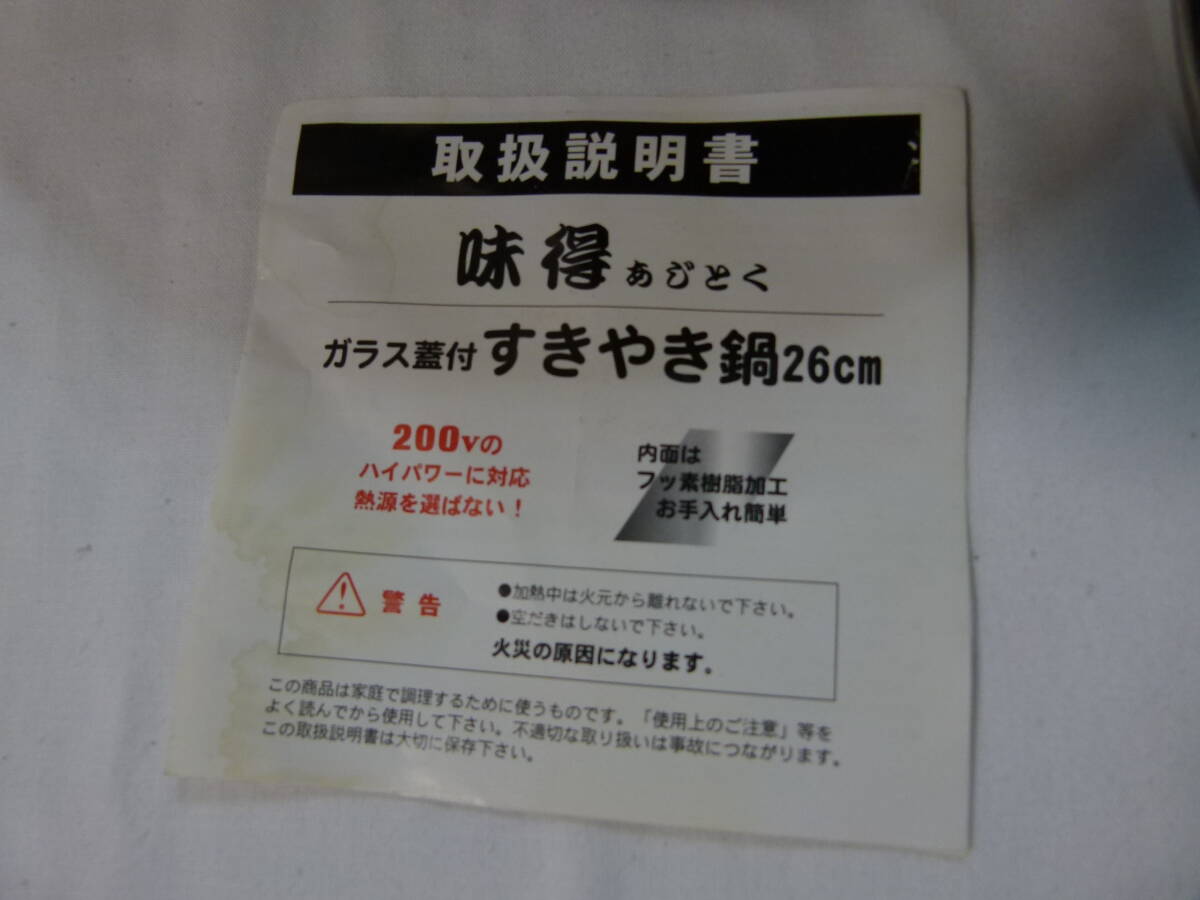 取扱説明書
味得 あじとく
ガラス蓋付 すきやき鍋26cm
200vの
ハイパワーに対応
熱源を選ばない！
内面は
フッ素樹脂加工
お手入れ簡単
警告
●加熱中は火元から離れないで下さい。
●空だきはしないで下さい。
火災の原因になります。
この商品は家庭で調理するために使うものです。「使用上のご注意」等を
よく読んでから使用して下さい。不適切な取り扱いは事故につながります。
この取扱説明書は大切に保存下さい。